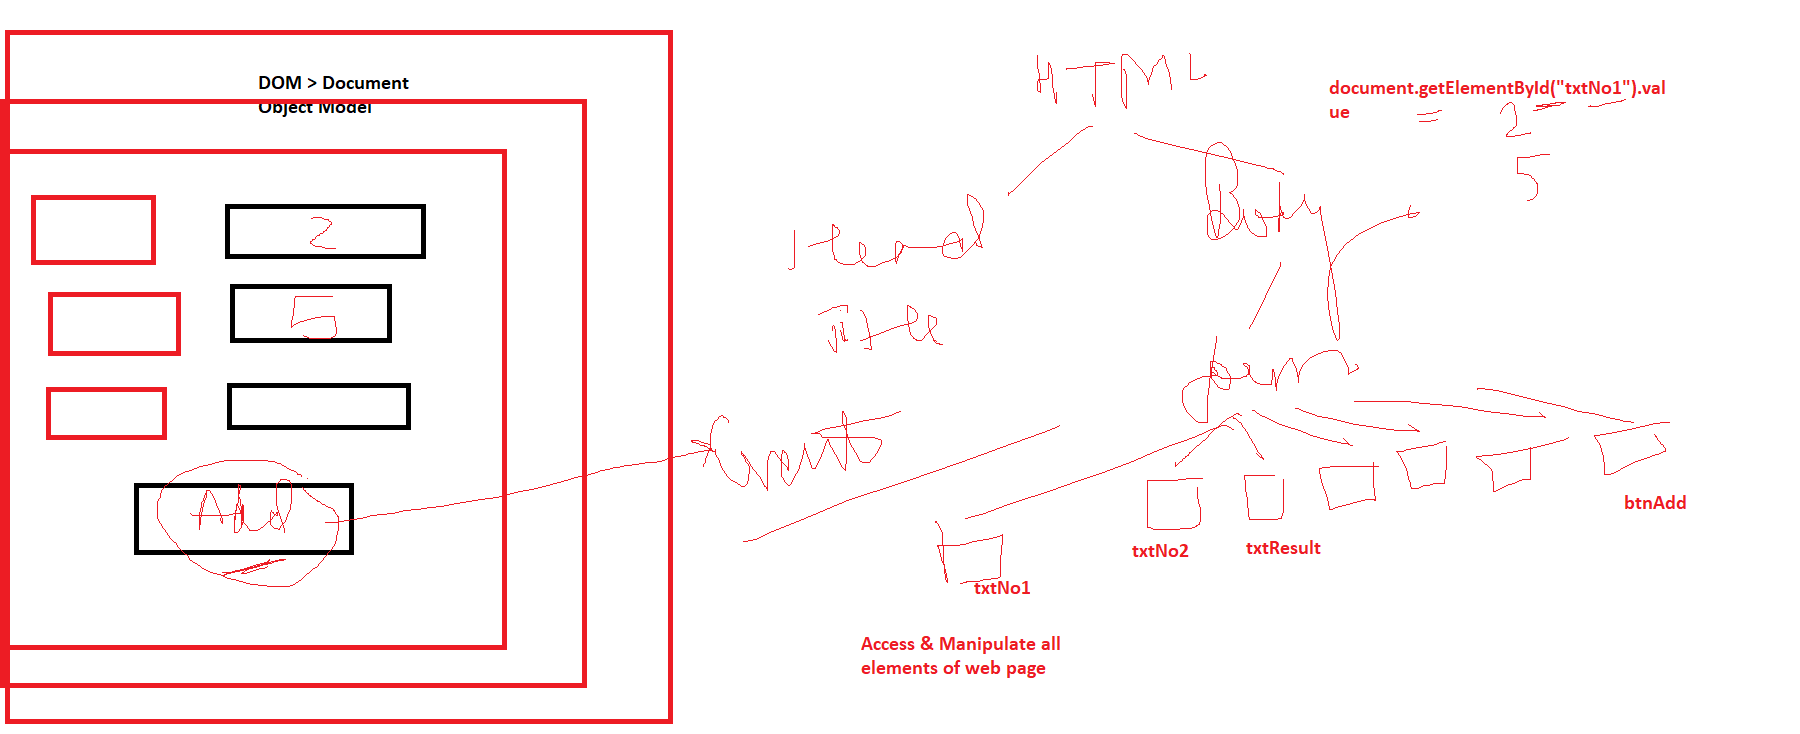 DOM > Document
Object Model
2
5
Add
HTML
Head
Title
Body
form
Events
document.getElementById("txtNo1").val
ue
= 2
5
txtNo1
txtNo2
txtResult
btnAdd
Access & Manipulate all
elements of web page